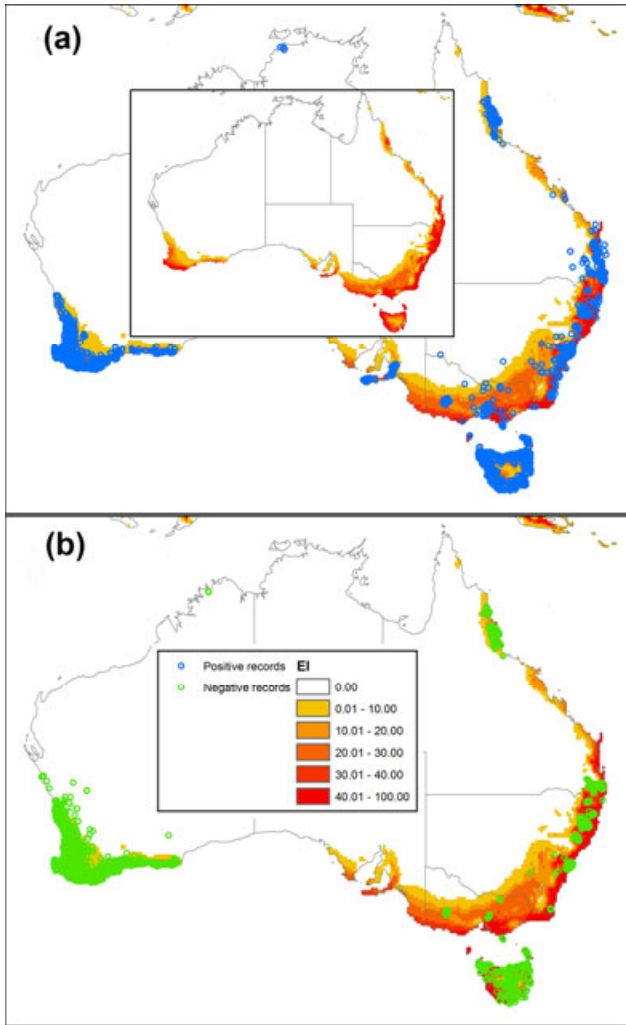 (a)
(b)
Positive records
Negative records
EI
0.00
0.01 - 10.00
10.01 - 20.00
20.01 - 30.00
30.01 - 40.00
40.01 - 100.00